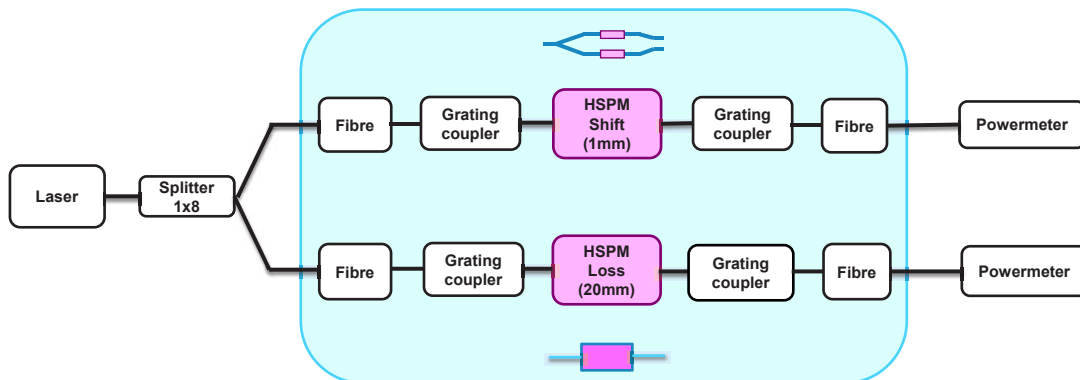 Laser
Splitter
1x8
Fibre
Grating
coupler
HSPM
Shift
(1mm)
Grating
coupler
Fibre
Powermeter
Fibre
Grating
coupler
HSPM
Loss
(20mm)
Grating
coupler
Fibre
Powermeter